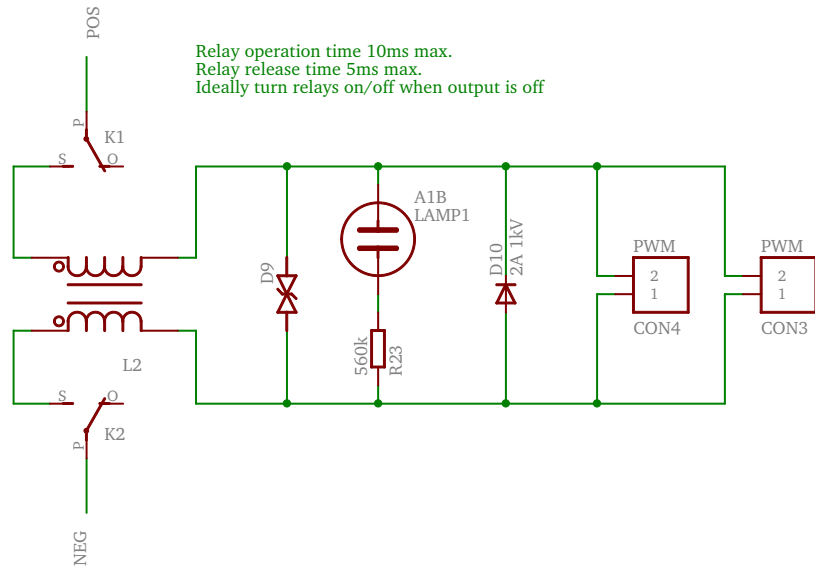 POS
Relay operation time 10ms max.
Relay release time 5ms max.
Ideally turn relays on/off when output is off
P
K1
S
O
A1B
LAMP1
D9
D10
2A 1kV
PWM
2
1
CON4
PWM
2
1
CON3
560k
R23
L2
S
O
K2
P
NEG